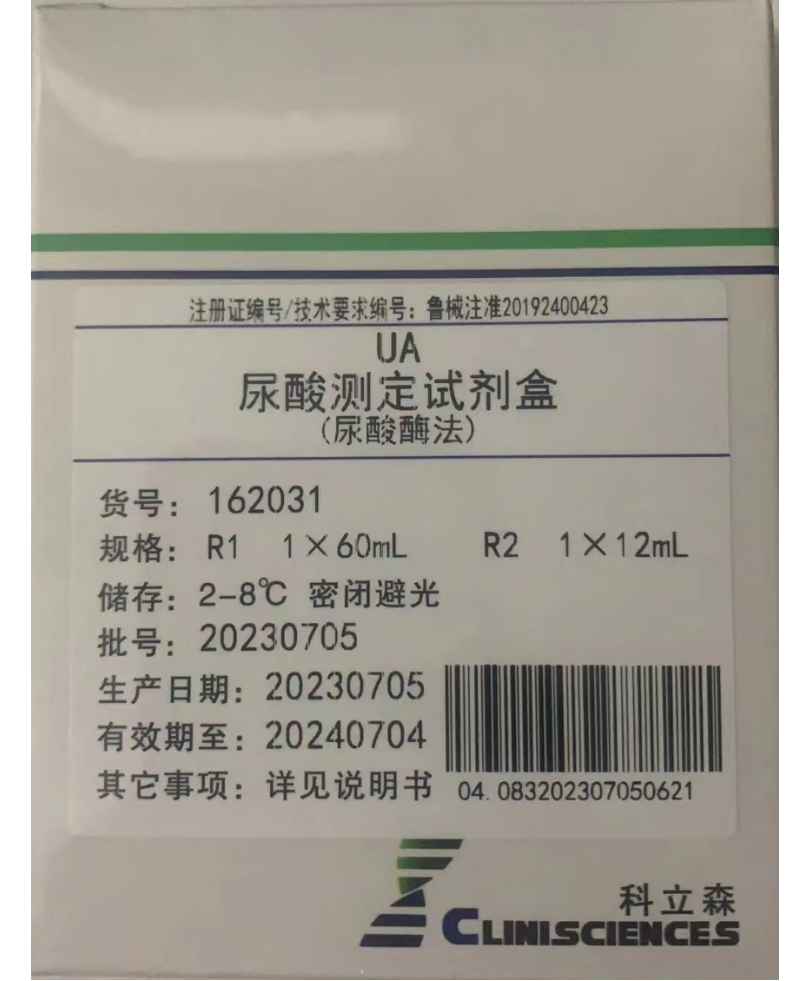 注册证编号/技术要求编号：鲁械注准20192400423
UA
尿酸测定试剂盒
（尿酸酶法）
货号：162031
规格：R1 1×60mL R2 1×12mL
储存：2-8℃ 密闭避光
批号：20230705
生产日期：20230705
有效期至：20240704
其它事项：详见说明书
04. 083202307050621
科立森
CLINISCIENCES